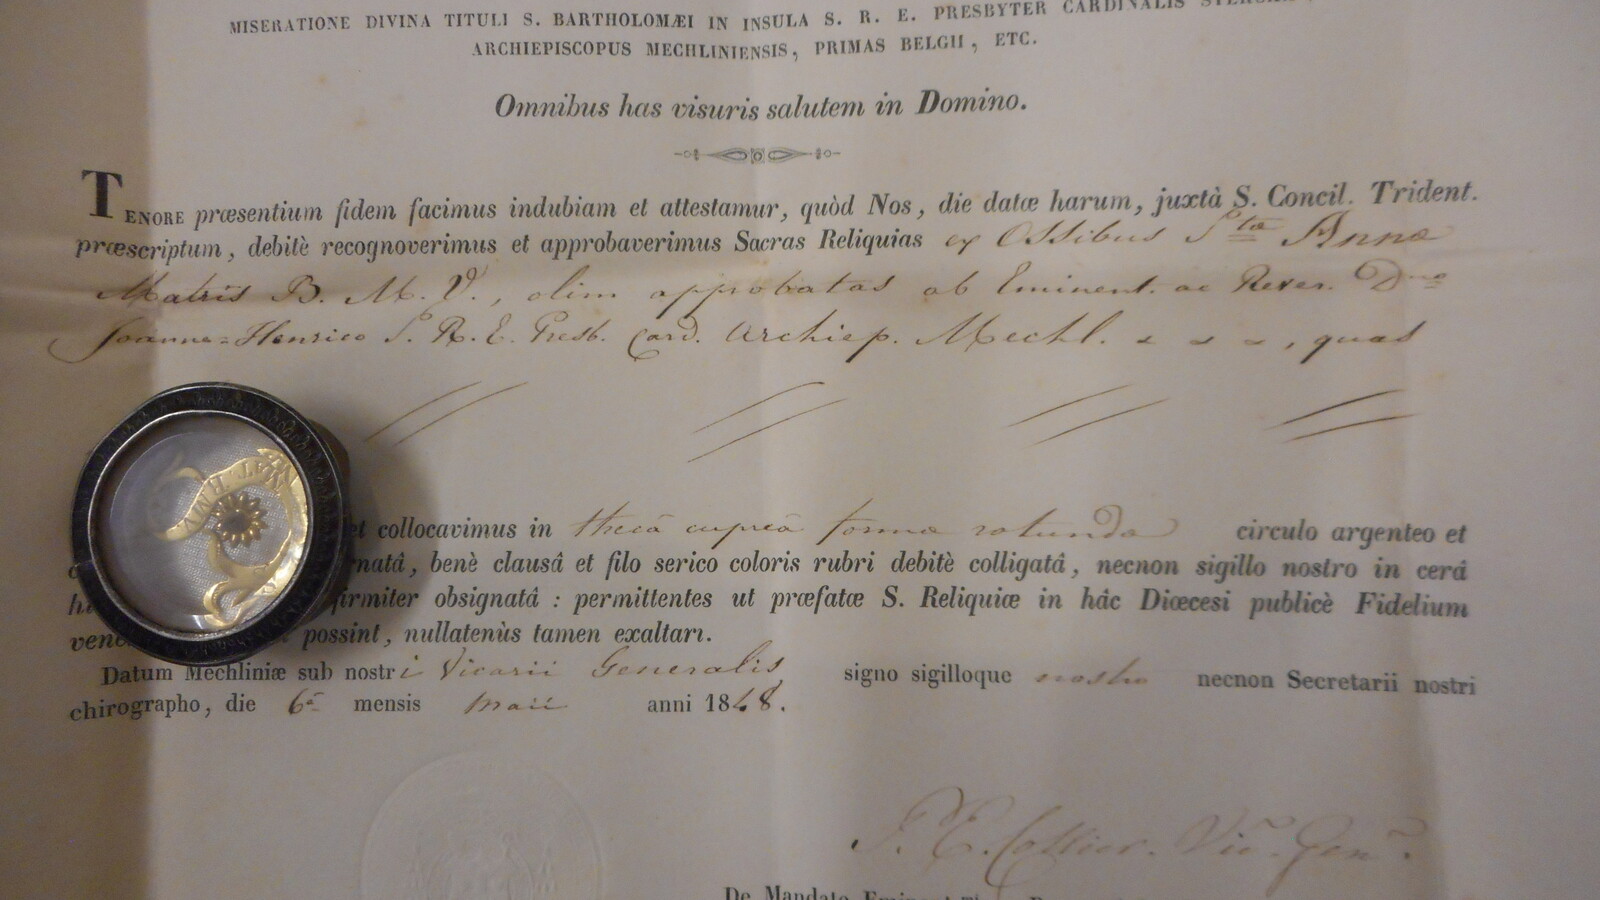 MISERATIONE DIVINA TITULI S. BARTHOLOMÆI IN INSULA S. R. E. PRESBYTER CARDINALIS
ARCHIEPISCOPUS MECHLINIENSIS, PRIMAS BELGII, ETC.
Omnibus has visuris salutem in Domino.
TENORE præsentium fidem facimus indubiam et attestamur, quòd Nos, die datæ harum, juxtà S. Concil. Trident.
præscriptum, debitè recognoverimus et approbaverimus Sacras Reliquias ex Ossibus Stæ Annæ
Matris B. M. V., olim approbatas ab Eminent. ac Rever. Dno
Joanne-Henrico S. R. E. Presb. Card. Archiep. Mechl. , quas
et collocavimus in thecâ cupreâ formæ rotundæ circulo argenteo et
natâ, benè clausâ et filo serico coloris rubri debitè colligatâ, necnon sigillo nostro in cerâ
firmiter obsignatâ : permittentes ut præfatæ S. Reliquiæ in hâc Diœcesi publicè Fidelium
possint, nullatenùs tamen exaltari.
Datum Mechliniæ sub nostri Vicarii Generalis signo sigilloque nostro necnon Secretarii nostri
chirographo, die 6â mensis maii anni 1848.
J. E. Collier. Vic. Gen.
De Mandato